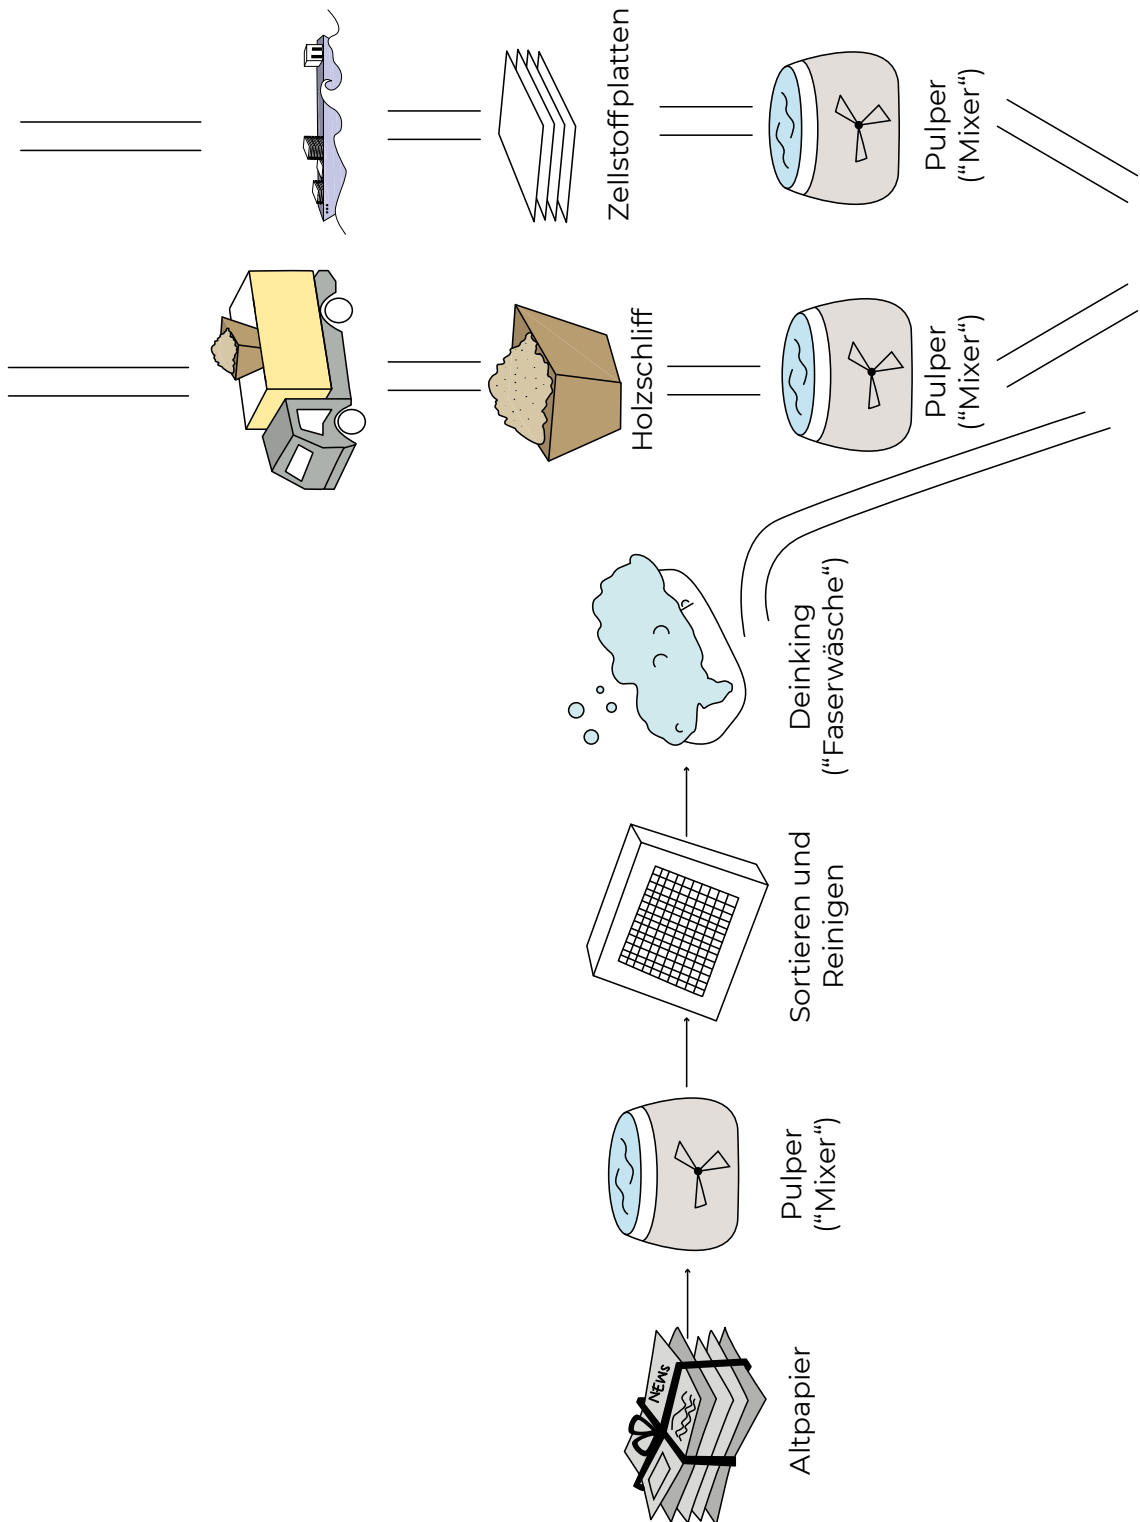 NEWS
Altpapier
Pulper
(“Mixer“)
Sortieren und
Reinigen
Deinking
(“Faserwäsche“)
Holzschliff
Pulper
(“Mixer“)
Zellstoffplatten
Pulper
(“Mixer“)